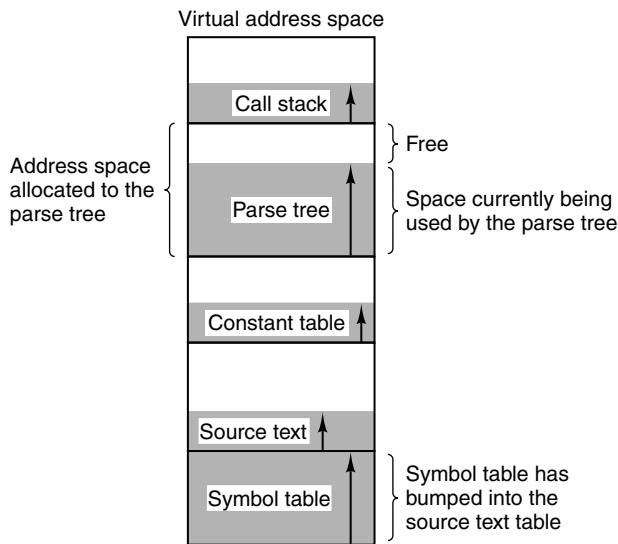 Virtual address space
Call stack
Address space
allocated to the
parse tree
Free
Parse tree
Space currently being
used by the parse tree
Constant table
Source text
Symbol table
Symbol table has
bumped into the
source text table